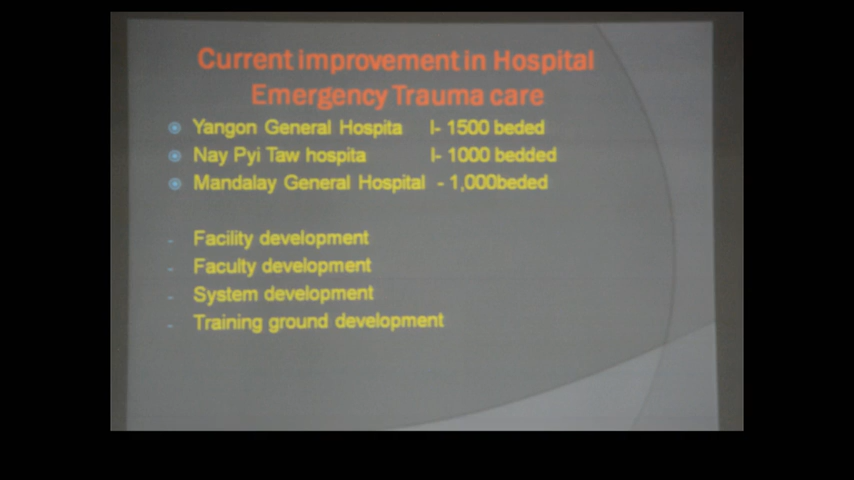 Current improvement in Hospital
Emergency Trauma care
Yangon General Hospita l- 1500 beded
Nay Pyi Taw hospita l- 1000 bedded
Mandalay General Hospital - 1,000beded
- Facility development
- Faculty development
- System development
- Training ground development